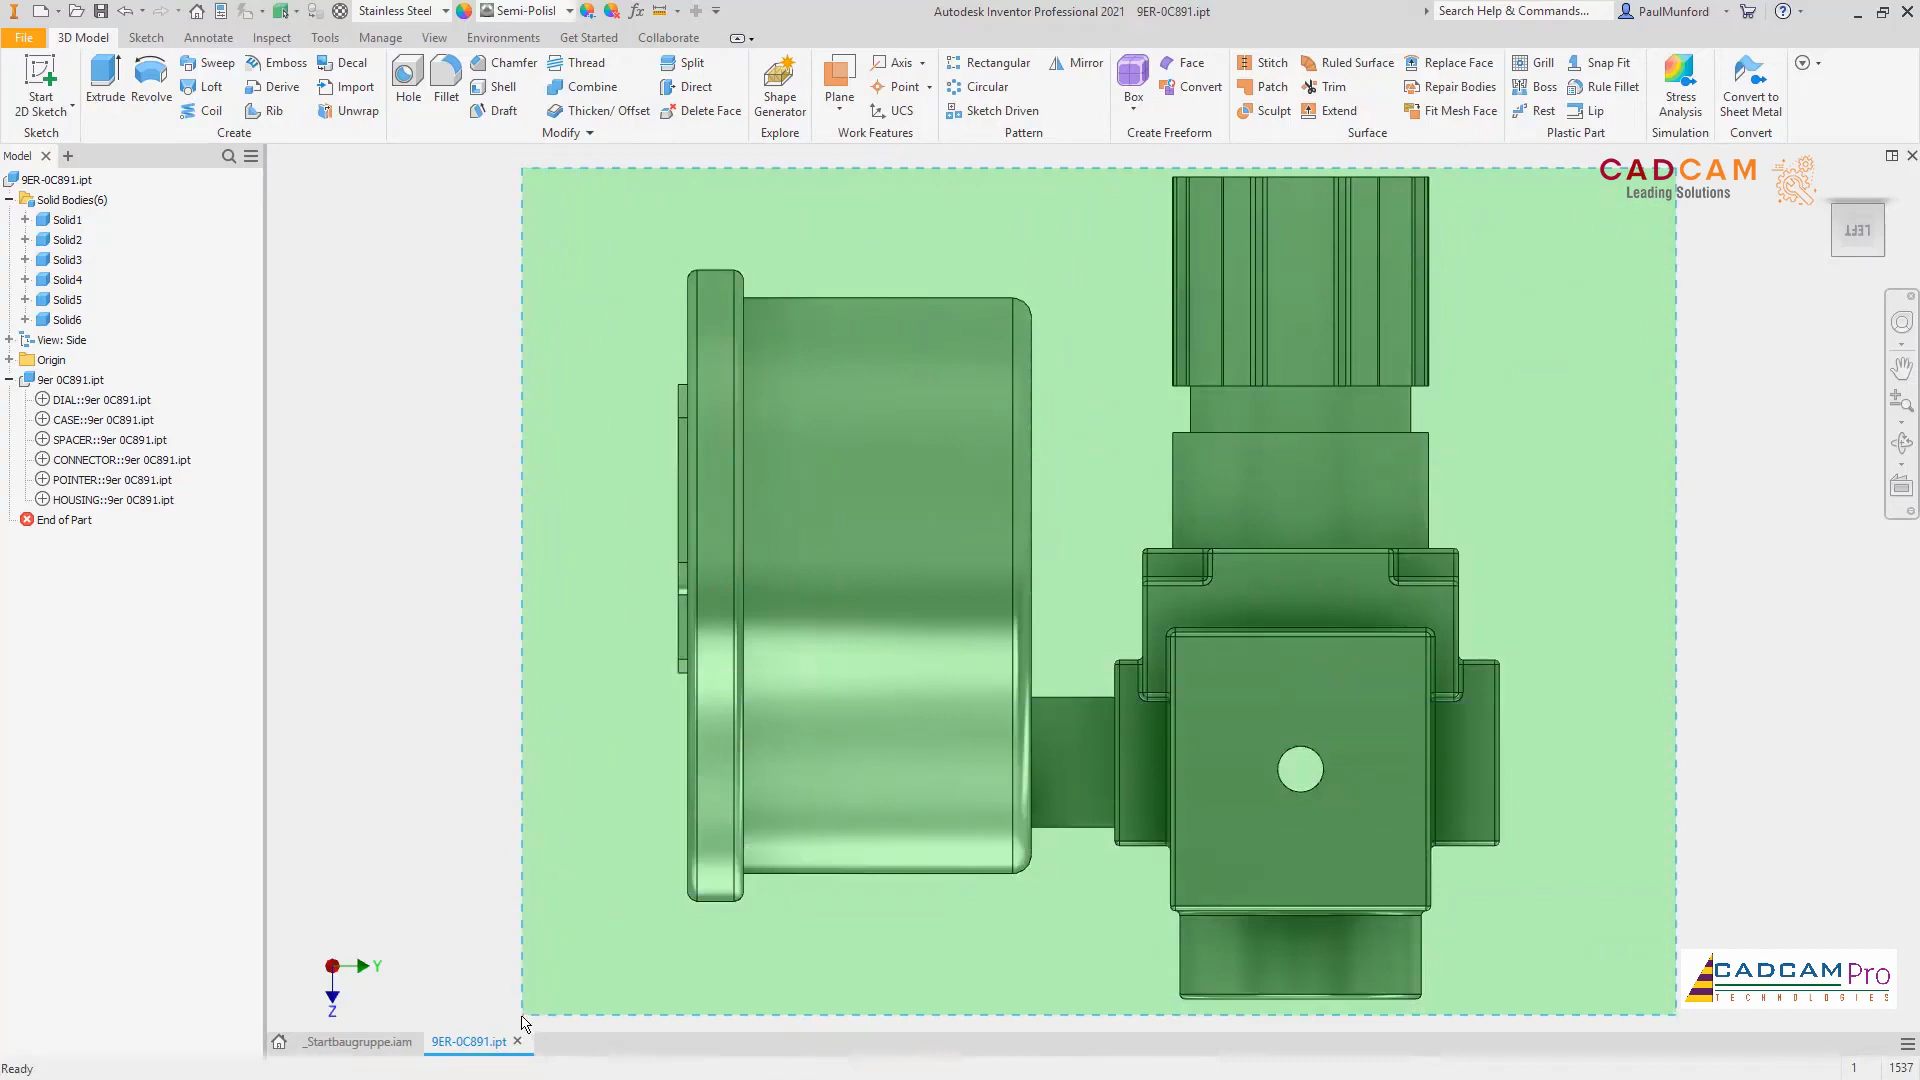 Stainless Steel
Semi-Polisl
Autodesk Inventor Professional 2021 9ER-0C891.ipt
Search Help & Commands...
PaulMunford
File 3D Model Sketch Annotate Inspect Tools Manage View Environments Get Started Collaborate
Start 2D Sketch
Extrude
Revolve
Sweep Emboss Decal
Loft Derive Import
Coil Rib Unwrap
Hole
Fillet
Chamfer Thread Split
Shell Combine Direct
Draft Thicken/ Offset Delete Face
Shape Generator
Plane
Axis
Point
UCS
Rectangular Mirror
Circular
Sketch Driven
Box
Face
Convert
Stitch Ruled Surface Replace Face
Patch Trim Repair Bodies
Sculpt Extend Fit Mesh Face
Grill Snap Fit
Boss Rule Fillet
Rest Lip
Stress Analysis
Convert to Sheet Metal
Sketch Create Modify Explore Work Features Pattern Create Freeform Surface Plastic Part Simulation Convert
Model
9ER-0C891.ipt
Solid Bodies(6)
Solid1
Solid2
Solid3
Solid4
Solid5
Solid6
View: Side
Origin
9er 0C891.ipt
DIAL::9er 0C891.ipt
CASE::9er 0C891.ipt
SPACER::9er 0C891.ipt
CONNECTOR::9er 0C891.ipt
POINTER::9er 0C891.ipt
HOUSING::9er 0C891.ipt
End of Part
CADCAM
Leading Solutions
LEFT
Y
Z
CADCAM Pro
TECHNOLOGIES
_Startbaugruppe.iam
9ER-0C891.ipt
Ready
1
1537